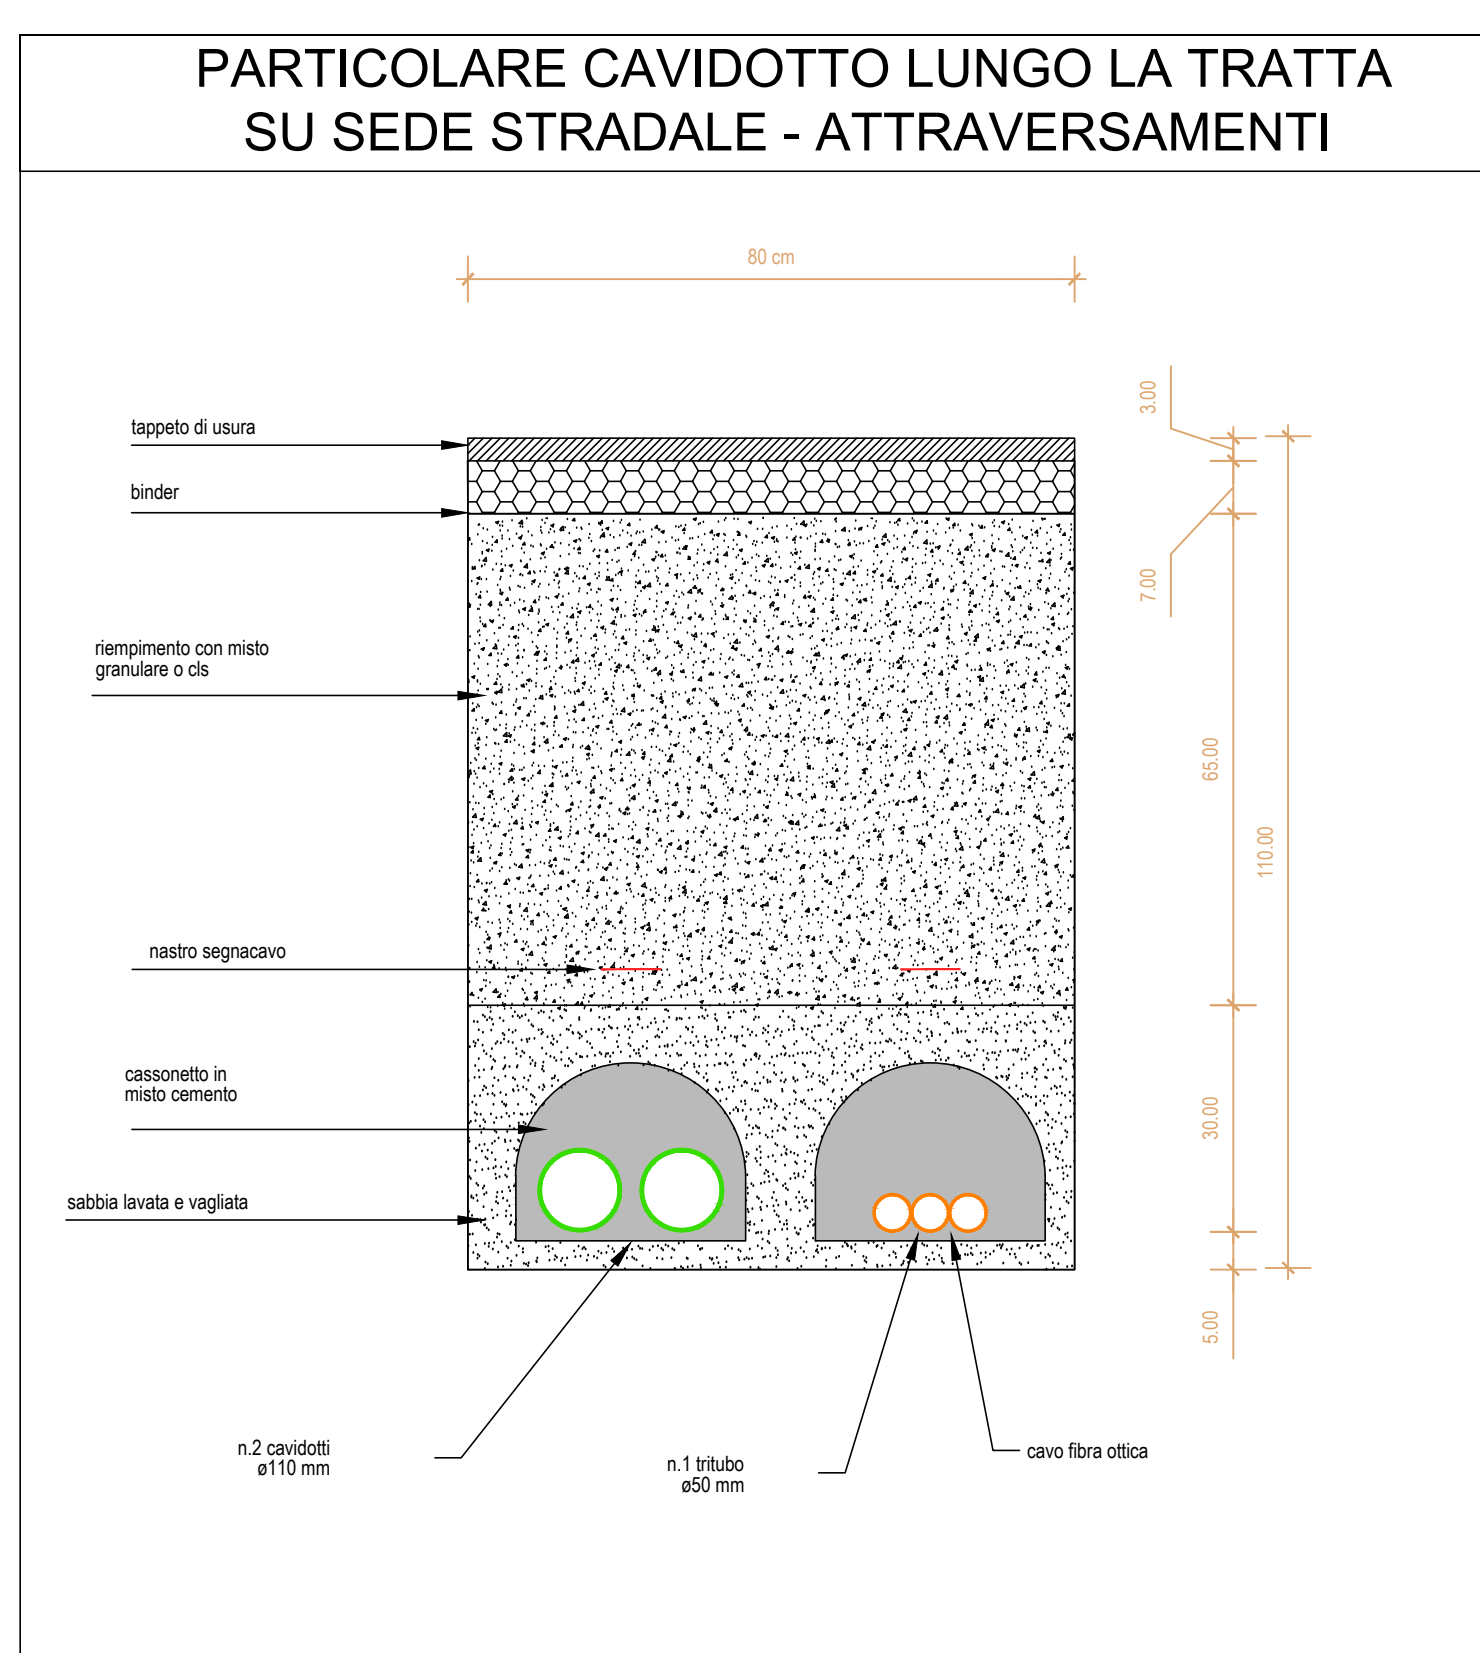 PARTICOLARE CAVIDOTTO LUNGO LA TRATTA
SU SEDE STRADALE - ATTRAVERSAMENTI
80 cm
3.00
tappeto di usura
binder
7.00
riempimento con misto
granulare o cls
65.00
110.00
nastro segnacavo
cassonetto in
misto cemento
30.00
sabbia lavata e vagliata
5.00
n.2 cavidotti
ø110 mm
n.1 tritubo
ø50 mm
cavo fibra ottica